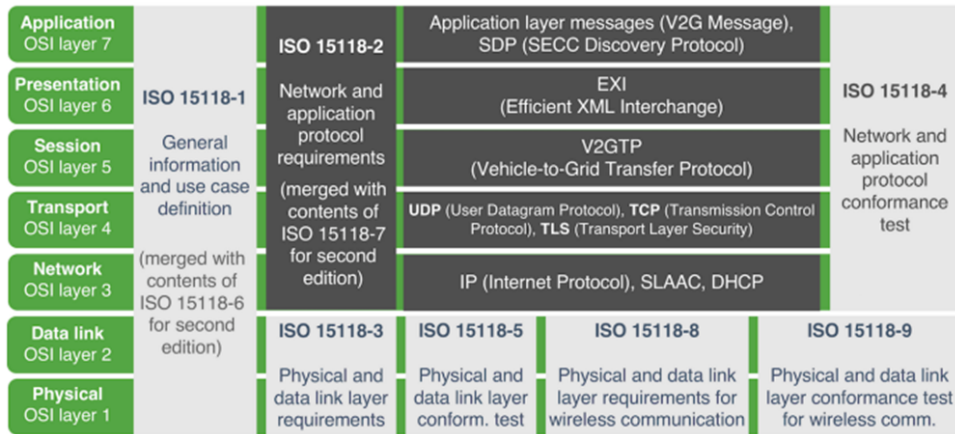 Application
OSI layer 7
Presentation
OSI layer 6
Session
OSI layer 5
Transport
OSI layer 4
Network
OSI layer 3
Data link
OSI layer 2
Physical
OSI layer 1
ISO 15118-1
General
information
and use case
definition
(merged with
contents of
ISO 15118-6
for second
edition)
ISO 15118-2
Network and
application
protocol
requirements
(merged with
contents of
ISO 15118-7
for second
edition)
Application layer messages (V2G Message),
SDP (SECC Discovery Protocol)
EXI
(Efficient XML Interchange)
V2GTP
(Vehicle-to-Grid Transfer Protocol)
UDP (User Datagram Protocol), TCP (Transmission Control
Protocol), TLS (Transport Layer Security)
IP (Internet Protocol), SLAAC, DHCP
ISO 15118-4
Network and
application
protocol
conformance
test
ISO 15118-3
Physical and
data link layer
requirements
ISO 15118-5
Physical and
data link layer
conform. test
ISO 15118-8
Physical and data link
layer requirements for
wireless communication
ISO 15118-9
Physical and data link
layer conformance test
for wireless comm.